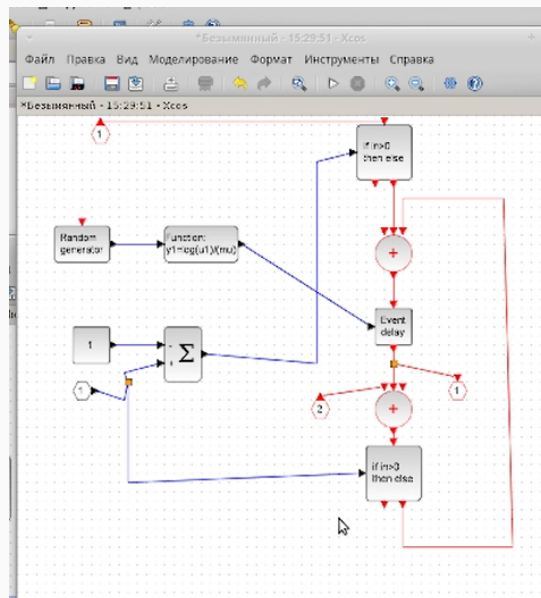 *Безымянный - 15:29:51 - Xcos
Файл Правка Вид Моделирование Формат Инструменты Справка
*Безымянный - 15:29:51 - Xcos
1
if in>0
then else
Random
generator
Function:
y1=log(u1)/(mu)
+
Event
delay
1
-
+
Σ
1
2
+
1
if in>0
then else